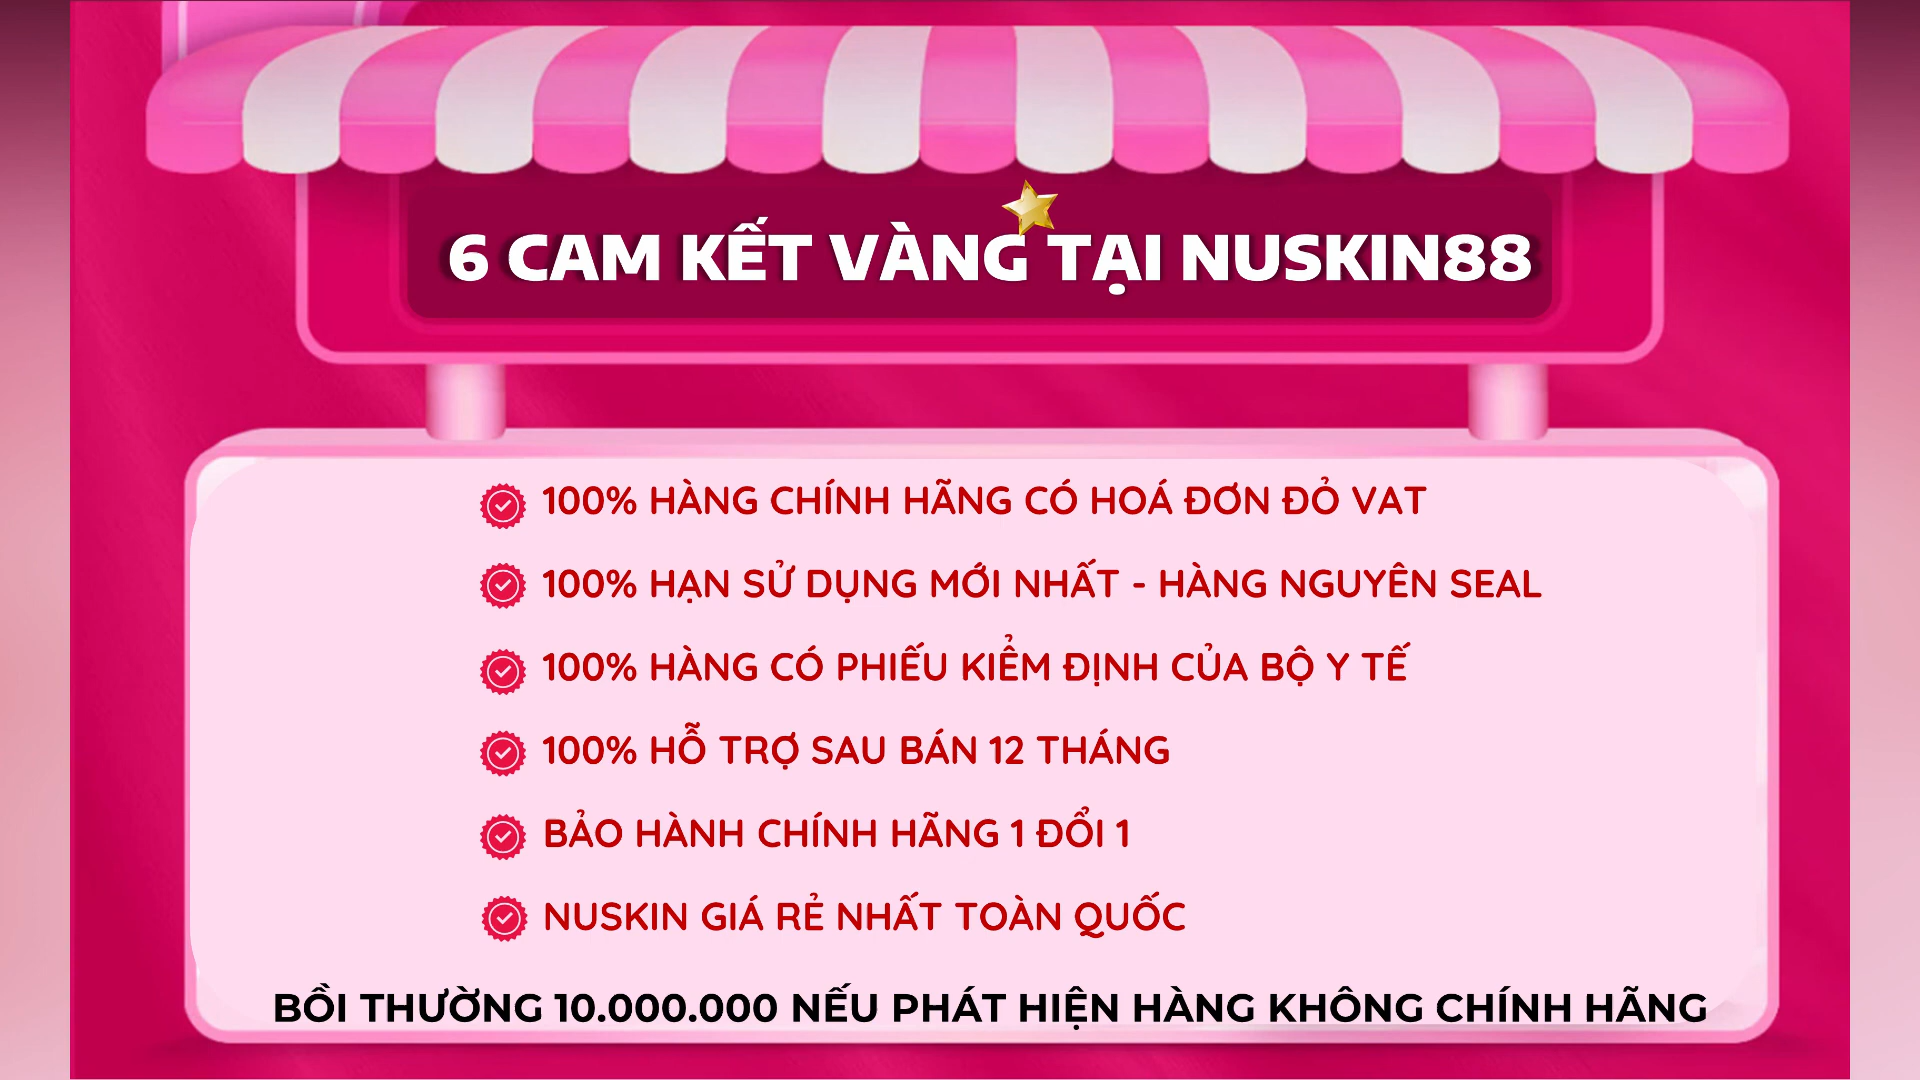 6 CAM KẾT VÀNG TẠI NUSKIN88
100% HÀNG CHÍNH HÃNG CÓ HOÁ ĐƠN ĐỎ VAT
100% HẠN SỬ DỤNG MỚI NHẤT - HÀNG NGUYÊN SEAL
100% HÀNG CÓ PHIẾU KIỂM ĐỊNH CỦA BỘ Y TẾ
100% HỖ TRỢ SAU BÁN 12 THÁNG
BẢO HÀNH CHÍNH HÃNG 1 ĐỔI 1
NUSKIN GIÁ RẺ NHẤT TOÀN QUỐC
BỒI THƯỜNG 10.000.000 NẾU PHÁT HIỆN HÀNG KHÔNG CHÍNH HÃNG